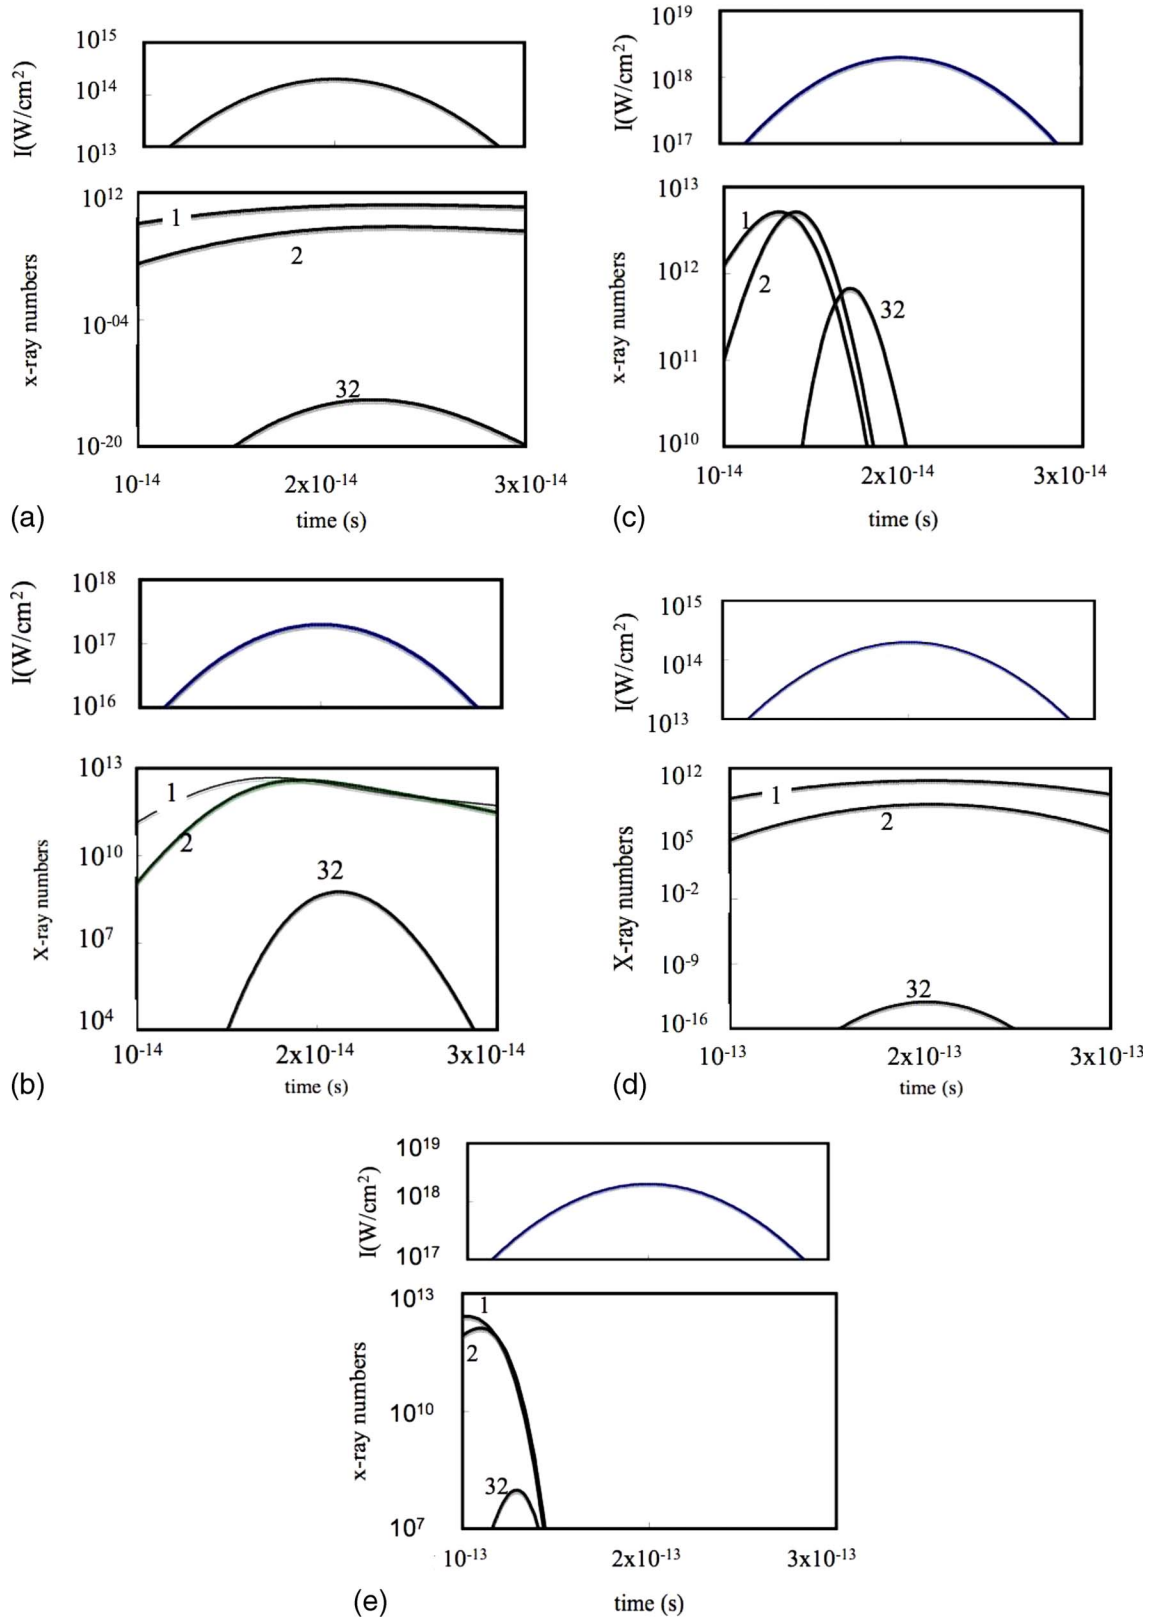 10¹⁵
10¹⁴
10¹³
I(W/cm²)
10¹²
10⁻⁰⁴
10⁻²⁰
x-ray numbers
1
2
32
10⁻¹⁴ 2x10⁻¹⁴ 3x10⁻¹⁴
(a) time (s)
10¹⁹
10¹⁸
10¹⁷
I(W/cm²)
10¹³
10¹²
10¹¹
10¹⁰
x-ray numbers
1
2
32
10⁻¹⁴ 2x10⁻¹⁴ 3x10⁻¹⁴
(c) time (s)
10¹⁸
10¹⁷
10¹⁶
I(W/cm²)
10¹³
10¹⁰
10⁷
10⁴
X-ray numbers
1
2
32
10⁻¹⁴ 2x10⁻¹⁴ 3x10⁻¹⁴
(b) time (s)
10¹⁵
10¹⁴
10¹³
I(W/cm²)
10¹²
10⁵
10⁻²
10⁻⁹
10⁻¹⁶
X-ray numbers
1
2
32
10⁻¹³ 2x10⁻¹³ 3x10⁻¹³
(d) time (s)
10¹⁹
10¹⁸
10¹⁷
I(W/cm²)
10¹³
10¹⁰
10⁷
x-ray numbers
1
2
32
10⁻¹³ 2x10⁻¹³ 3x10⁻¹³
(e) time (s)